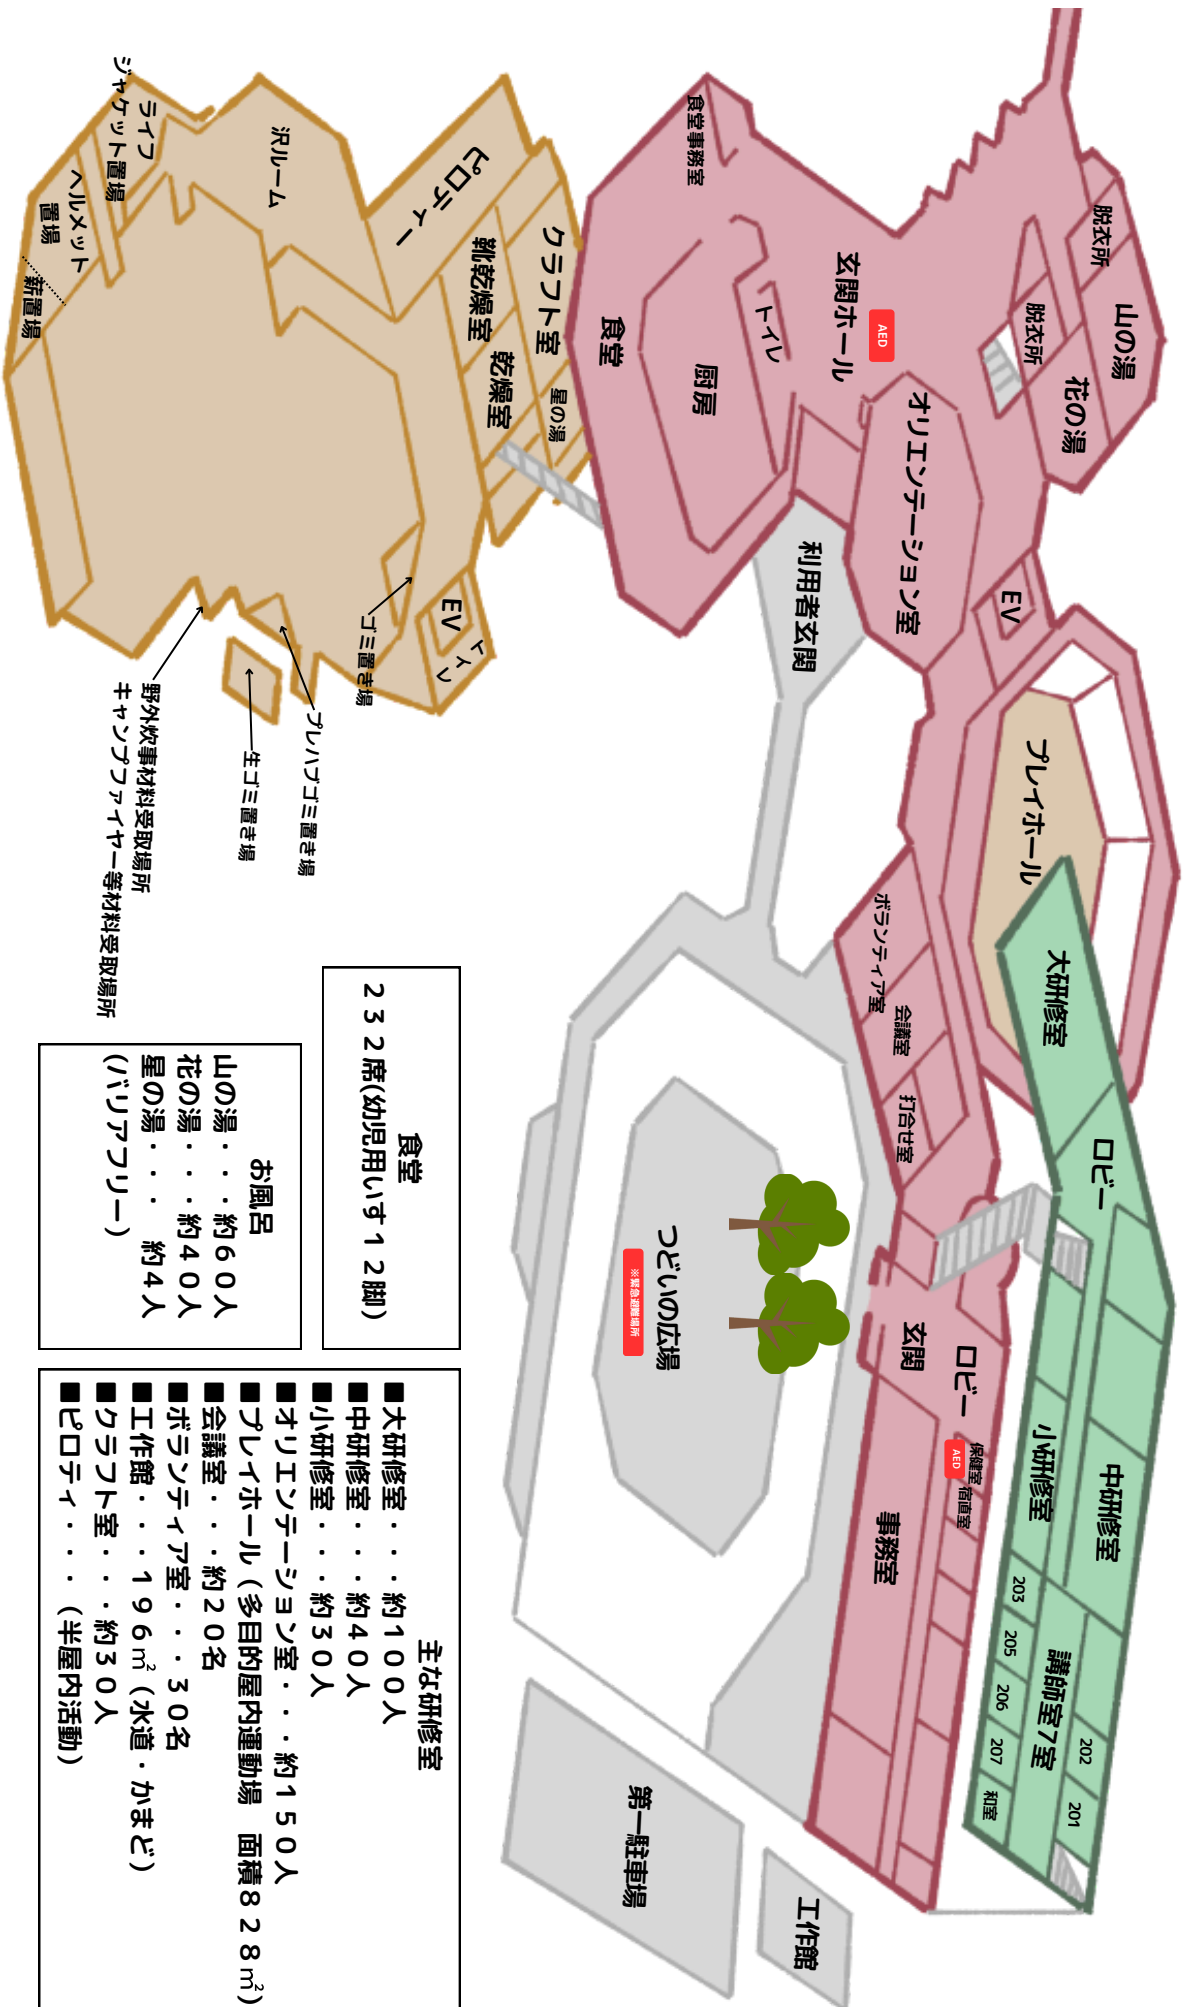 山の湯
脱衣所
花の湯
脱衣所
玄関ホール
AED
トイレ
食堂事務室
食堂
厨房
オリエンテーション室
EV
利用者玄関
プレイホール
ボランティア室
会議室
打合せ室
大研修室
ロビー
中研修室
小研修室
講師室7室
203
205
206
207
和室
202
201
玄関
ロビー
保健室
AED
宿直室
事務室
つどいの広場
※緊急避難場所
第一駐車場
工作館
クラフト室
星の湯
ピロティー
靴乾燥室
乾燥室
沢ルーム
ライフ
ジャケット置場
ヘルメット
置場
薪置場
EV
トイレ
ゴミ置き場
プレハブゴミ置き場
生ゴミ置き場
野外炊事材料受取場所
キャンプファイヤー等材料受取場所
食堂
232席(幼児用いす12脚)
お風呂
山の湯・・・約60人
花の湯・・・約40人
星の湯・・・ 約4人
(バリアフリー)
主な研修室
■大研修室・・・約100人
■中研修室・・・約40人
■小研修室・・・約30人
■オリエンテーション室・・・約150人
■プレイホール(多目的屋内運動場 面積828㎡)
■会議室・・・約20名
■ボランティア室・・・30名
■工作館・・・196㎡(水道・かまど)
■クラフト室・・・約30人
■ピロティ・・・(半屋内活動)